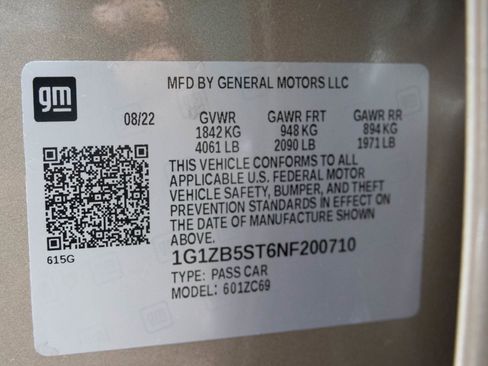 gm
MFD BY GENERAL MOTORS LLC
08/22 GVWR GAWR FRT GAWR RR
1842 KG 948 KG 894 KG
4061 LB 2090 LB 1971 LB
THIS VEHICLE CONFORMS TO ALL
APPLICABLE U.S. FEDERAL MOTOR
VEHICLE SAFETY, BUMPER, AND THEFT
PREVENTION STANDARDS IN EFFECT ON
THE DATE OF MANUFACTURE SHOWN
ABOVE.
615G
1G1ZB5ST6NF200710
TYPE: PASS CAR
MODEL: 601ZC69